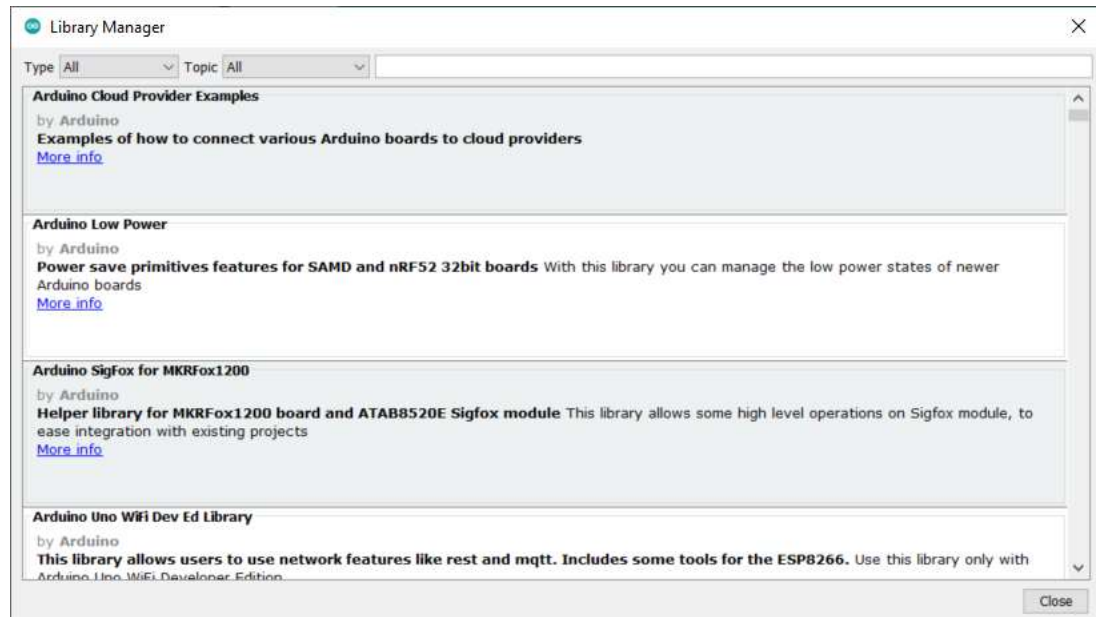 Library Manager
Type All Topic All
Arduino Cloud Provider Examples
by Arduino
Examples of how to connect various Arduino boards to cloud providers
More info
Arduino Low Power
by Arduino
Power save primitives features for SAMD and nRF52 32bit boards With this library you can manage the low power states of newer
Arduino boards
More info
Arduino SigFox for MKRFox1200
by Arduino
Helper library for MKRFox1200 board and ATAB8520E Sigfox module This library allows some high level operations on Sigfox module, to
ease integration with existing projects
More info
Arduino Uno WiFi Dev Ed Library
by Arduino
This library allows users to use network features like rest and mqtt. Includes some tools for the ESP8266. Use this library only with
Arduino Uno WiFi Developer Edition
Close